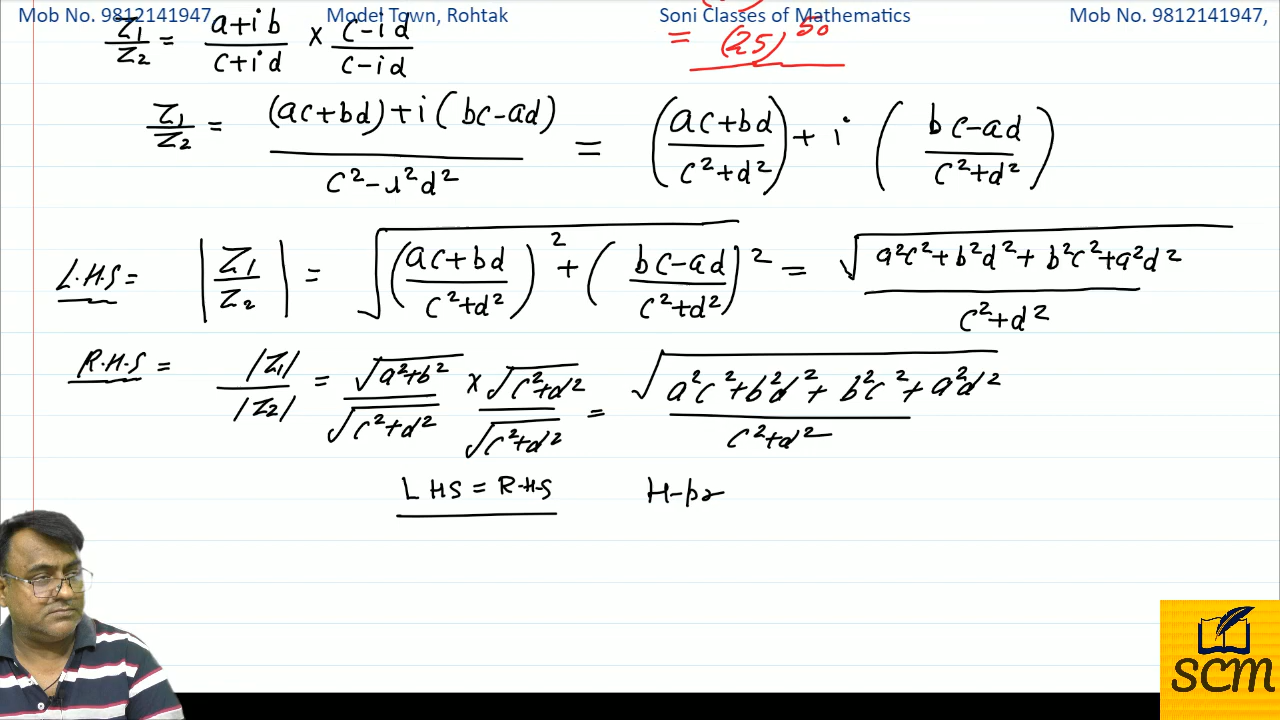 Mob No. 9812141947 Model Town, Rohtak Soni Classes of Mathematics Mob No. 9812141947,
Z₁/Z₂ = (a+ib)/(c+id) × (c-id)/(c-id)
= (25)⁵⁰
Z₁/Z₂ = ((ac+bd)+i(bc-ad))/(c²-i²d²) = ((ac+bd)/(c²+d²)) + i((bc-ad)/(c²+d²))
L.H.S = |Z₁/Z₂| = √(((ac+bd)/(c²+d²))² + ((bc-ad)/(c²+d²))²) = √(a²c²+b²d²+b²c²+a²d²)/(c²+d²)
R.H.S = |Z₁|/|Z₂| = √(a²+b²)/√(c²+d²) × √(c²+d²)/√(c²+d²) = √(a²c²+b²d²+b²c²+a²d²)/(c²+d²)
LHS = R.H.S H-pr
SCM